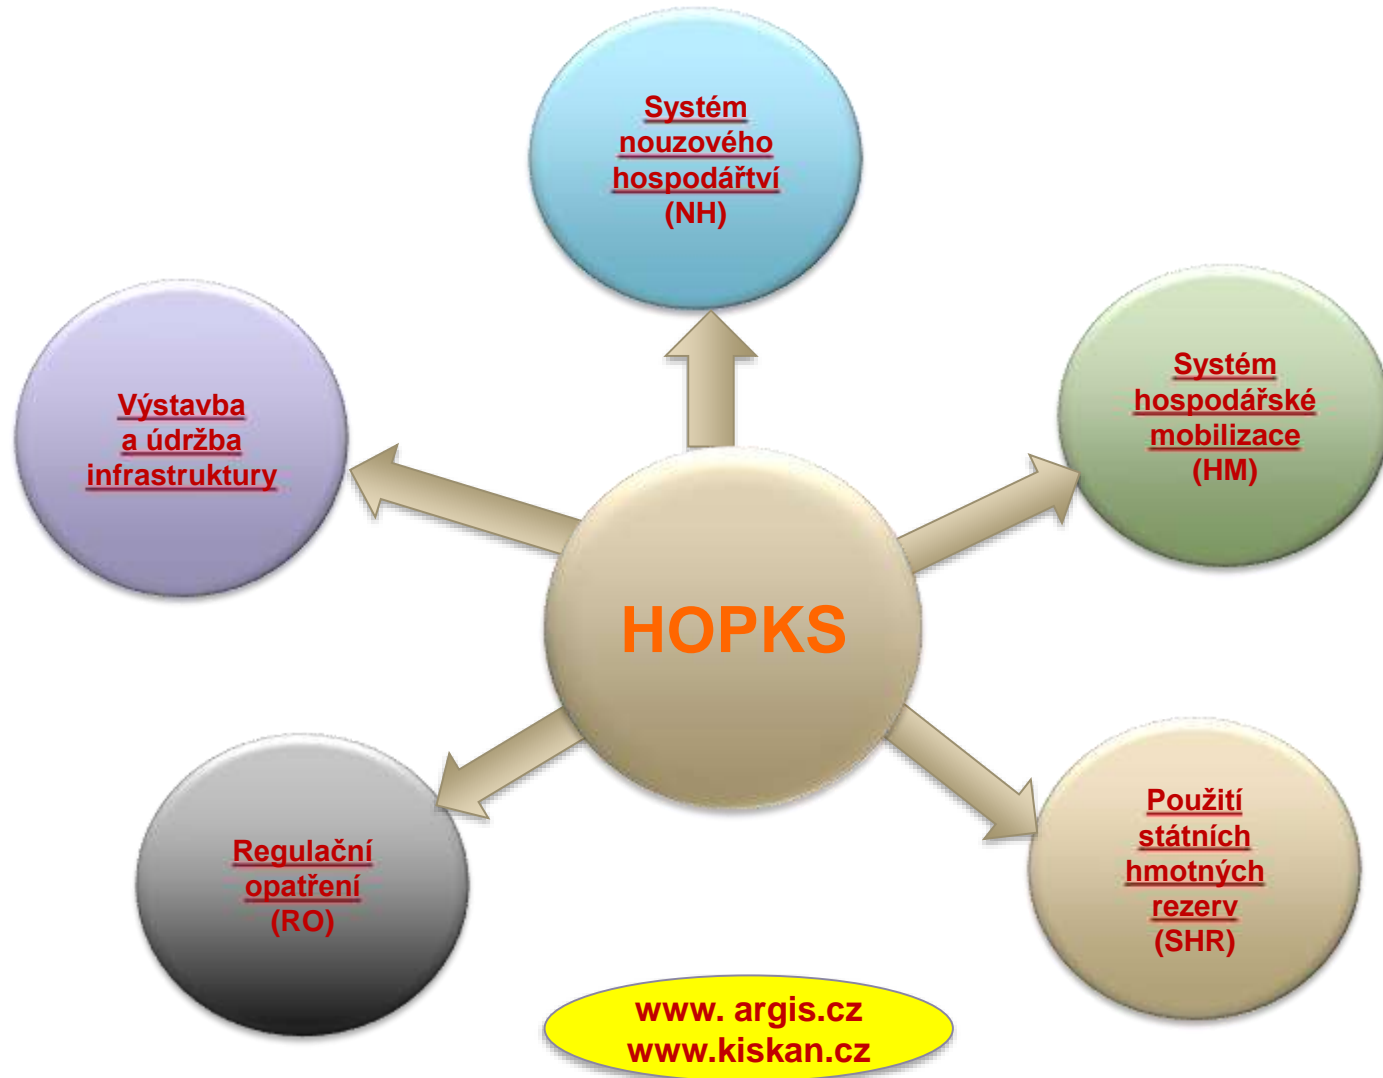 Systém
nouzového
hospodářtví
(NH)
Systém
hospodářské
mobilizace
(HM)
Výstavba
a údržba
infrastruktury
HOPKS
Regulační
opatření
(RO)
Použití
státních
hmotných
rezerv
(SHR)
www. argis.cz
www.kiskan.cz